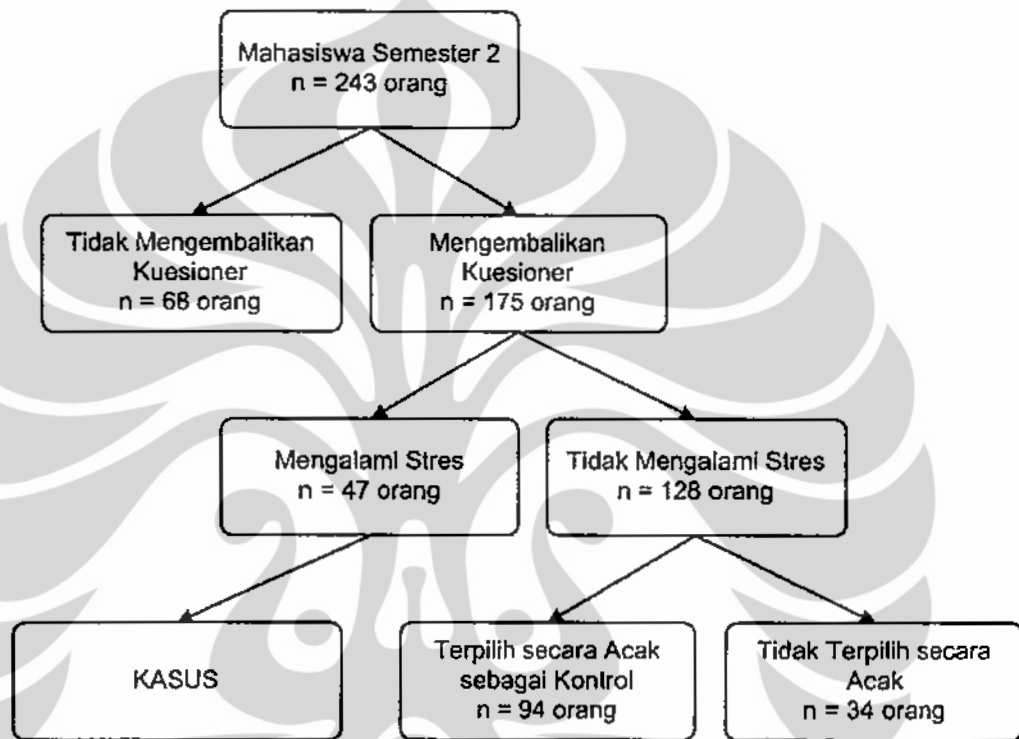 Mahasiswa Semester 2
n = 243 orang
Tidak Mengembalikan
Kuesioner
n = 68 orang
Mengembalikan
Kuesioner
n = 175 orang
Mengalami Stres
n = 47 orang
Tidak Mengalami Stres
n = 128 orang
KASUS
Terpilih secara Acak
sebagai Kontrol
n = 94 orang
Tidak Terpilih secara
Acak
n = 34 orang